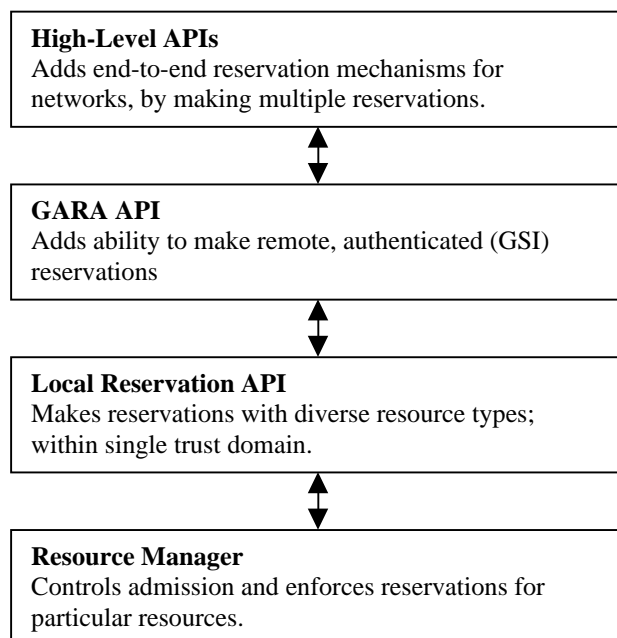 High-Level APIs
Adds end-to-end reservation mechanisms for
networks, by making multiple reservations.
GARA API
Adds ability to make remote, authenticated (GSI)
reservations
Local Reservation API
Makes reservations with diverse resource types;
within single trust domain.
Resource Manager
Controls admission and enforces reservations for
particular resources.